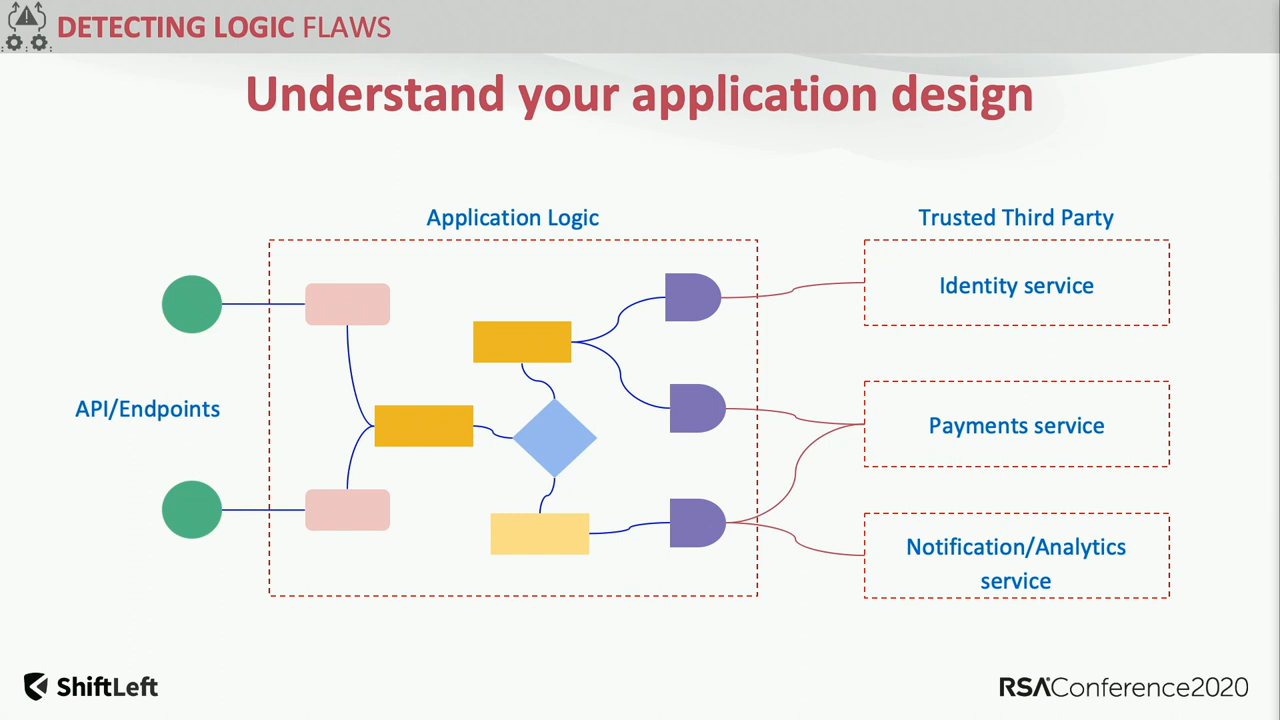 DETECTING LOGIC FLAWS
Understand your application design
Application Logic
Trusted Third Party
Identity service
API/Endpoints
Payments service
Notification/Analytics
service
ShiftLeft
RSAConference2020